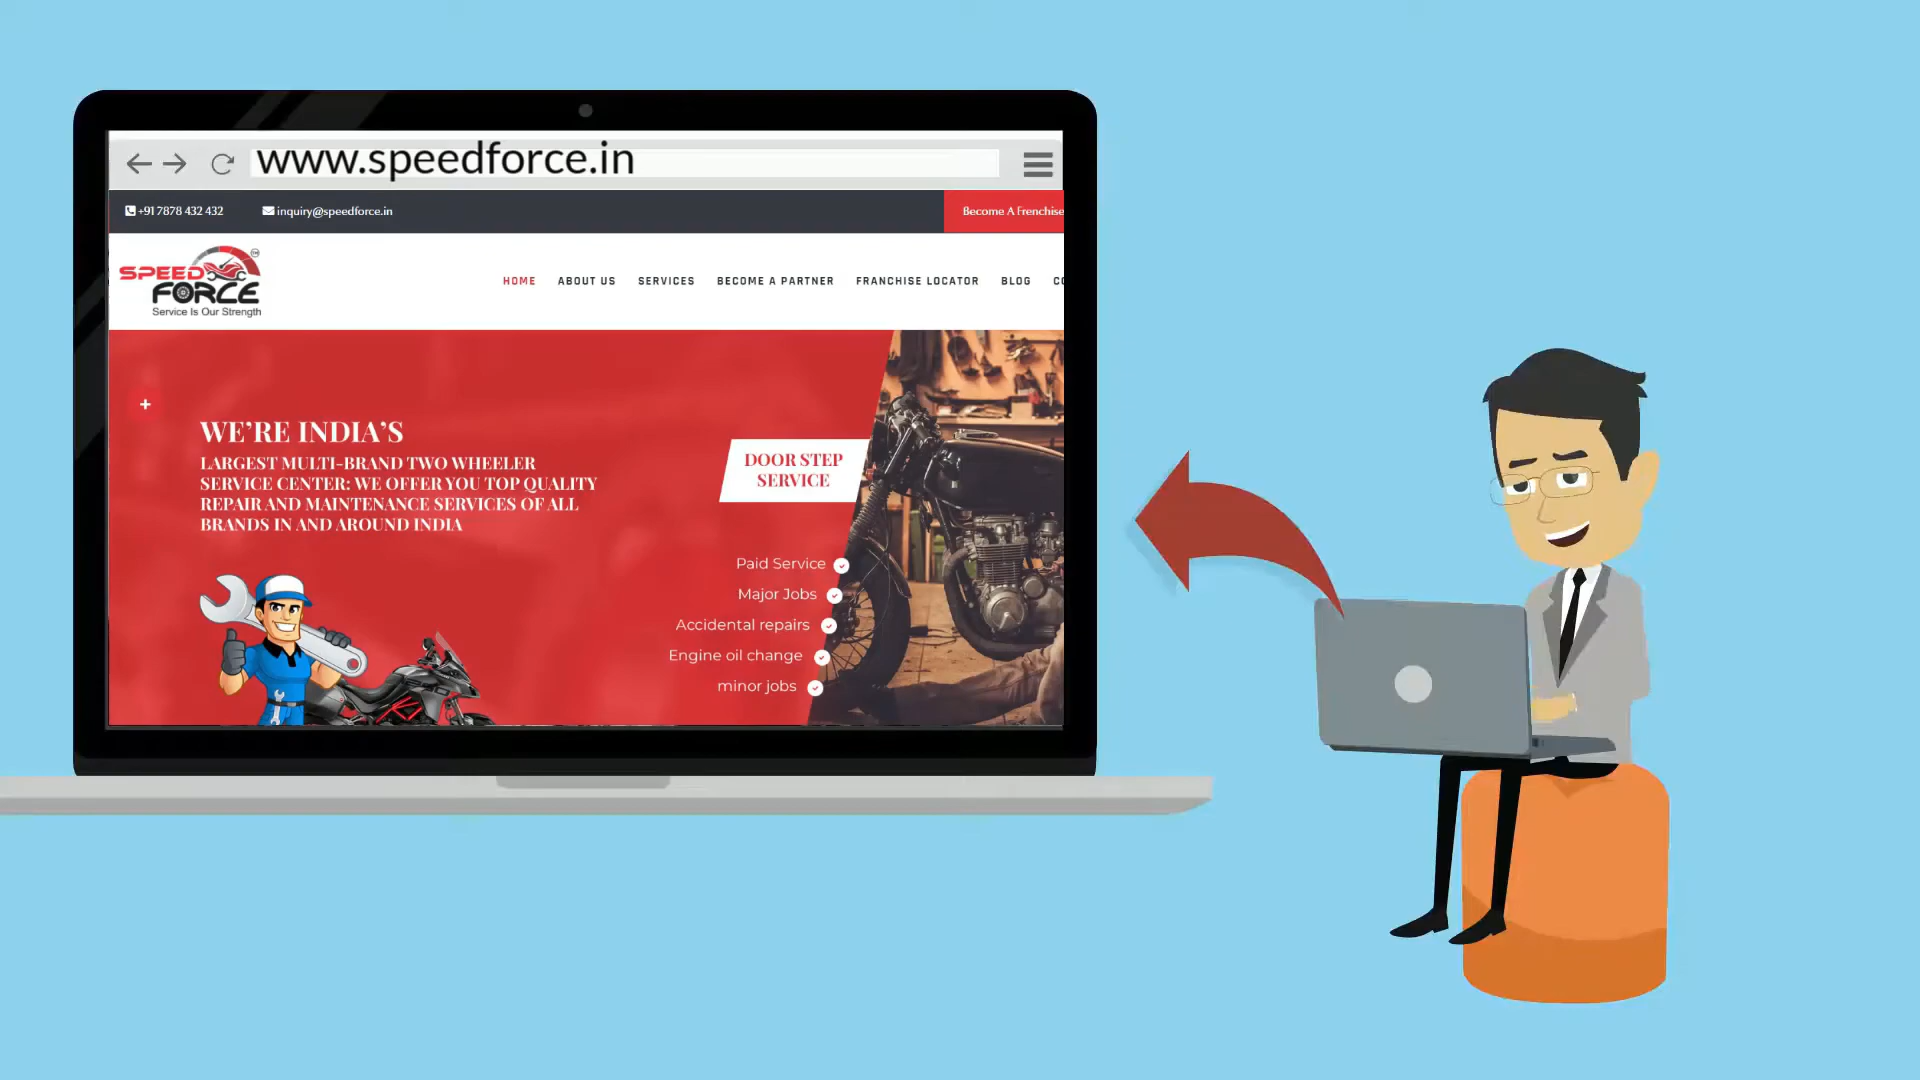 www.speedforce.in
+91 7878 432 432
inquiry@speedforce.in
Become A Frenchise
SPEED
FORCE
Service Is Our Strength
HOME
ABOUT US
SERVICES
BECOME A PARTNER
FRANCHISE LOCATOR
BLOG
WE’RE INDIA’S
LARGEST MULTI-BRAND TWO WHEELER
SERVICE CENTER: WE OFFER YOU TOP QUALITY
REPAIR AND MAINTENANCE SERVICES OF ALL
BRANDS IN AND AROUND INDIA
DOOR STEP
SERVICE
Paid Service
Major Jobs
Accidental repairs
Engine oil change
minor jobs